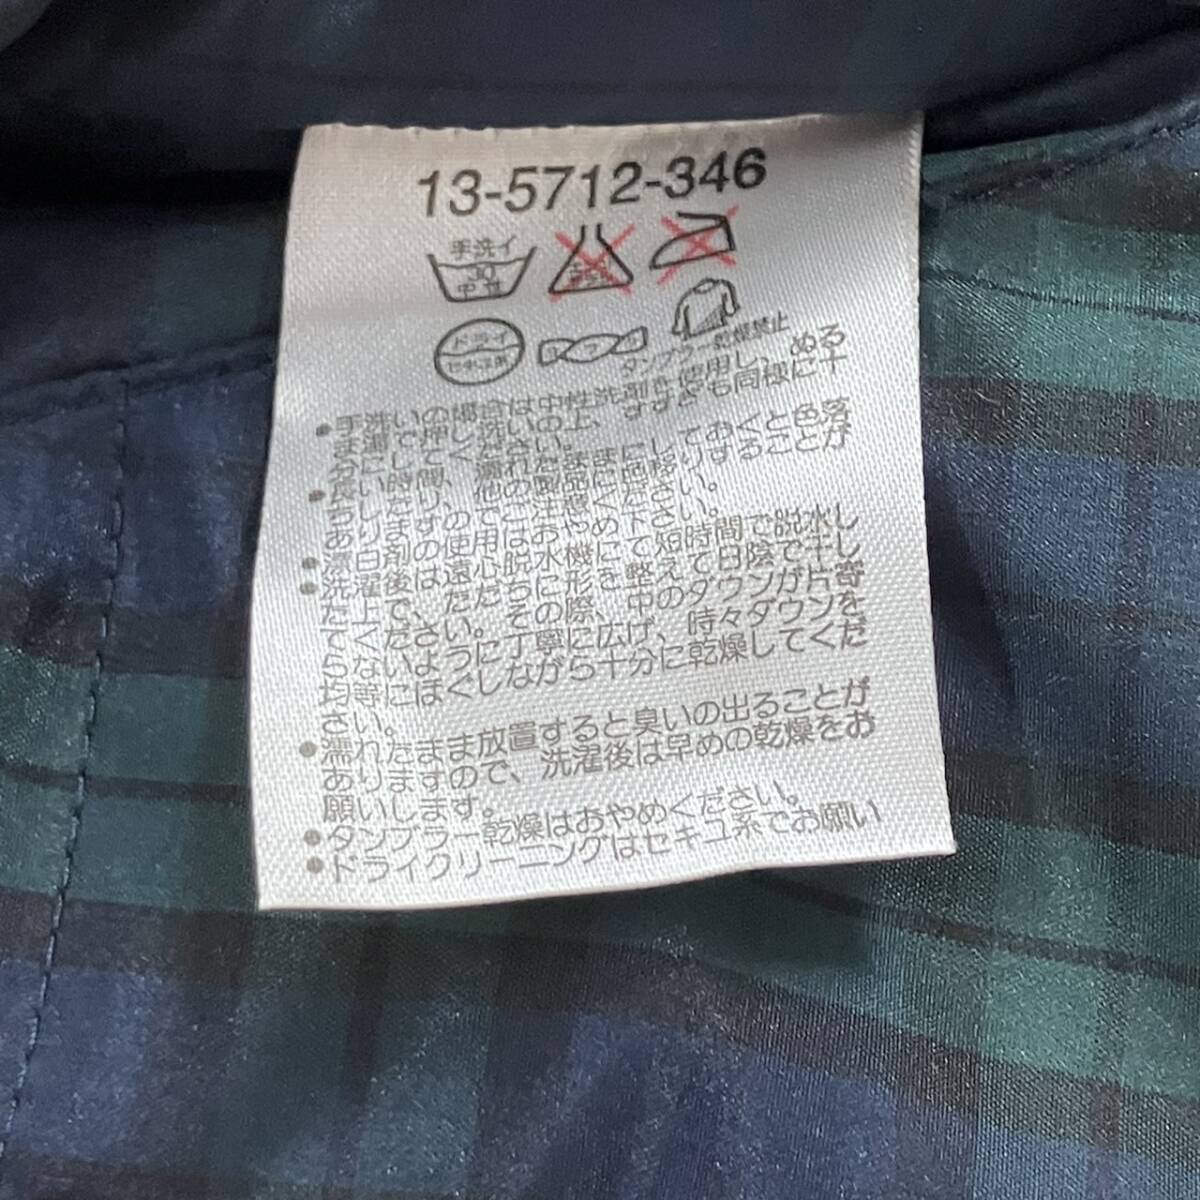 13-5712-346
手洗イ
30
中性
エンソ
サラシ
ドライ
セキユ系
タンブラー乾燥禁止
●手洗いの場合は中性洗剤を使用し、ぬる
ま湯で押し洗いの上、すすぎも同様に十
分にしてください。
●長い時間、濡れたままにしておくと色落
ちしたり、他の製品に色移りすることが
ありますのでご注意ください。
●漂白剤の使用はおやめ下さい。
●洗濯後は遠心脱水機にて短時間で脱水し
た上で、ただちに形を整えて日陰で干し
てください。その際、中のダウンが片寄
らないように丁寧に広げ、時々ダウンを
均等にほぐしながら十分に乾燥してくだ
さい。
●濡れたまま放置すると臭いの出ることが
ありますので、洗濯後は早めの乾燥をお
願いします。
●タンブラー乾燥はおやめください。
●ドライクリーニングはセキユ系でお願い